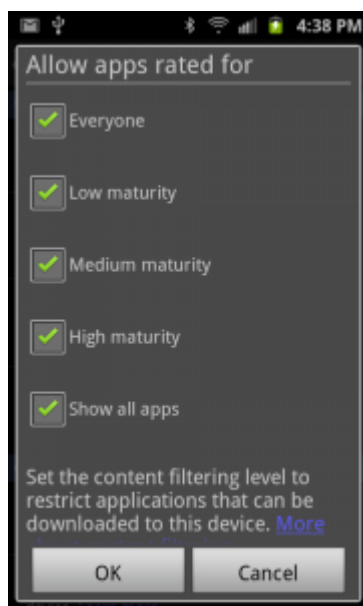 4:38 PM
Allow apps rated for
Everyone
Low maturity
Medium maturity
High maturity
Show all apps
Set the content filtering level to
restrict applications that can be
downloaded to this device. More
OK
Cancel